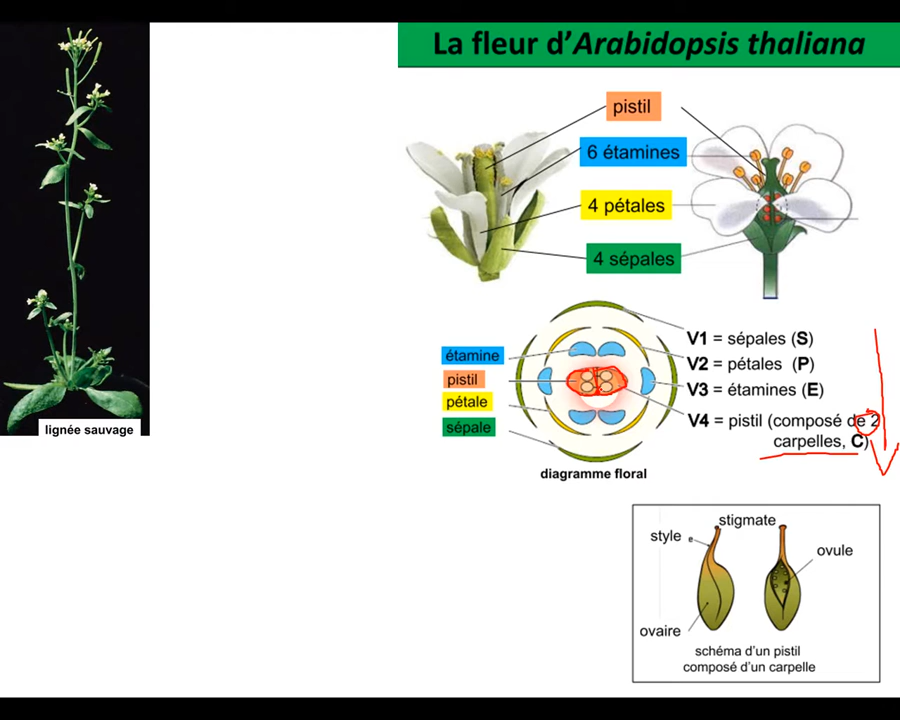 La fleur d’Arabidopsis thaliana
pistil
6 étamines
4 pétales
4 sépales
lignée sauvage
étamine
pistil
pétale
sépale
V1 = sépales (S)
V2 = pétales (P)
V3 = étamines (E)
V4 = pistil (composé de 2
carpelles, C)
diagramme floral
stigmate
style e
ovule
ovaire
schéma d’un pistil
composé d’un carpelle